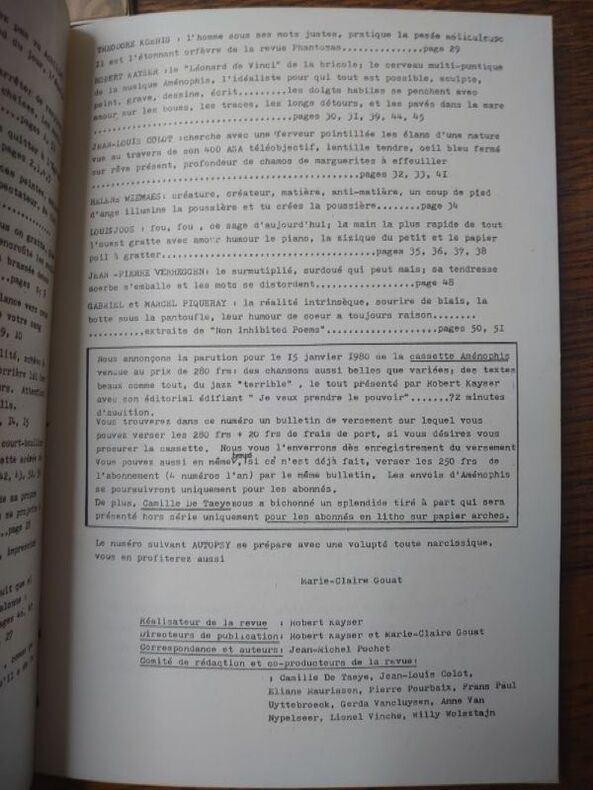 THEODORE KOENIG : l'homme sous ses mots justes, pratique la pesée méticuleuse
Il est l'étonnant orfèvre de la revue Phantomas..............page 29
ROBERT KAYSER :le "Léonard de Vinci" de la bricole; le cerveau multi-puntique
de la musique Aménophis, l'idéaliste pour qui tout est possible, sculpte,
peint, grave, dessine, écrit.........les doigts habiles se penchent avec
amour sur les boues, les traces, les longs détours, et les pavés dans la mare
.......................................pages 30, 31, 39, 44, 45
JEAN-LOUIS COLOT :cherche avec une ferveur pointillée les élans d'une nature
vue au travers de son 400 ASA téléobjectif, lentille tendre, oeil bleu fermé
sur rêve présent, profondeur de chamos de marguerites à effeuiller
.......................................pages 32, 33, 41
HELENE créature, créateur, matière, anti-matière, un coup de pied
d'ange illumine la poussière et tu crées la poussière........page 34
LOUISJOOS : fou, fou , ce sage d'aujourd'hui; la main la plus rapide de tout
l'ouest gratte avec amour humour le piano, la sizique du petit et le papier
poil à gratter.......................................pages 35, 36, 37, 38
JEAN -PIERRE VERHEGGEN: le surmutiplié, surdoué qui peut mais; sa tendresse
acerbe s'emballe et les mots se distordent.................page 48
GABRIEL et MARCEL PIQUERAY : la réalité intrinsèque, sourire de biais, la
botte sous la pantoufle, leur humour de coeur a toujours raison........
..........extraits de "Non Inhibited Poems"..................pages 50, 51
Nous annonçons la parution pour le 15 janvier 1980 de la cassette Aménophis
vendue au prix de 280 frs: des chansons aussi belles que variées; des textes
beaux comme tout, du jazz "terrible" , le tout présenté par Robert Kayser
avec son éditorial édifiant " Je veux prendre le pouvoir".......72 minutes
d'audition.
Vous trouverez dans ce numéro un bulletin de versement sur lequel vous
pouvez verser les 280 frs + 20 frs de frais de port, si vous désirez vous
procurer la cassette. Nous vous l'enverrons dès enregistrement du versement
Vous pouvez aussi en même temps, si ce n'est déjà fait, verser les 250 frs de
l'abonnement (4 numéros l'an) par le même bulletin. Les envois d'Aménophis
se poursuivront uniquement pour les abonnés.
De plus, Camille De Taeye nous a bichonné un splendide tiré à part qui sera
présenté hors série uniquement pour les abonnés en litho sur papier arches.
Le numéro suivant AUTOPSY se prépare avec une volupté toute narcissique,
vous en profiterez aussi
Marie-Claire Gouat
Réalisateur de la revue : Robert Kayser
Directeurs de publication: Robert Kayser et Marie-Claire Gouat
Correspondance et auteurs: Jean-Michel Pochet
Comité de rédaction et co-producteurs de la revue:
: Camille De Taeye, Jean-Louis Colot,
Eliane Maurissen, Pierre Pourbaix, Frans Paul
Uyttebroeck, Gerda Vancluysen, Anne Van
Nypelseer, Lionel Vinche, Willy Wolsztajn